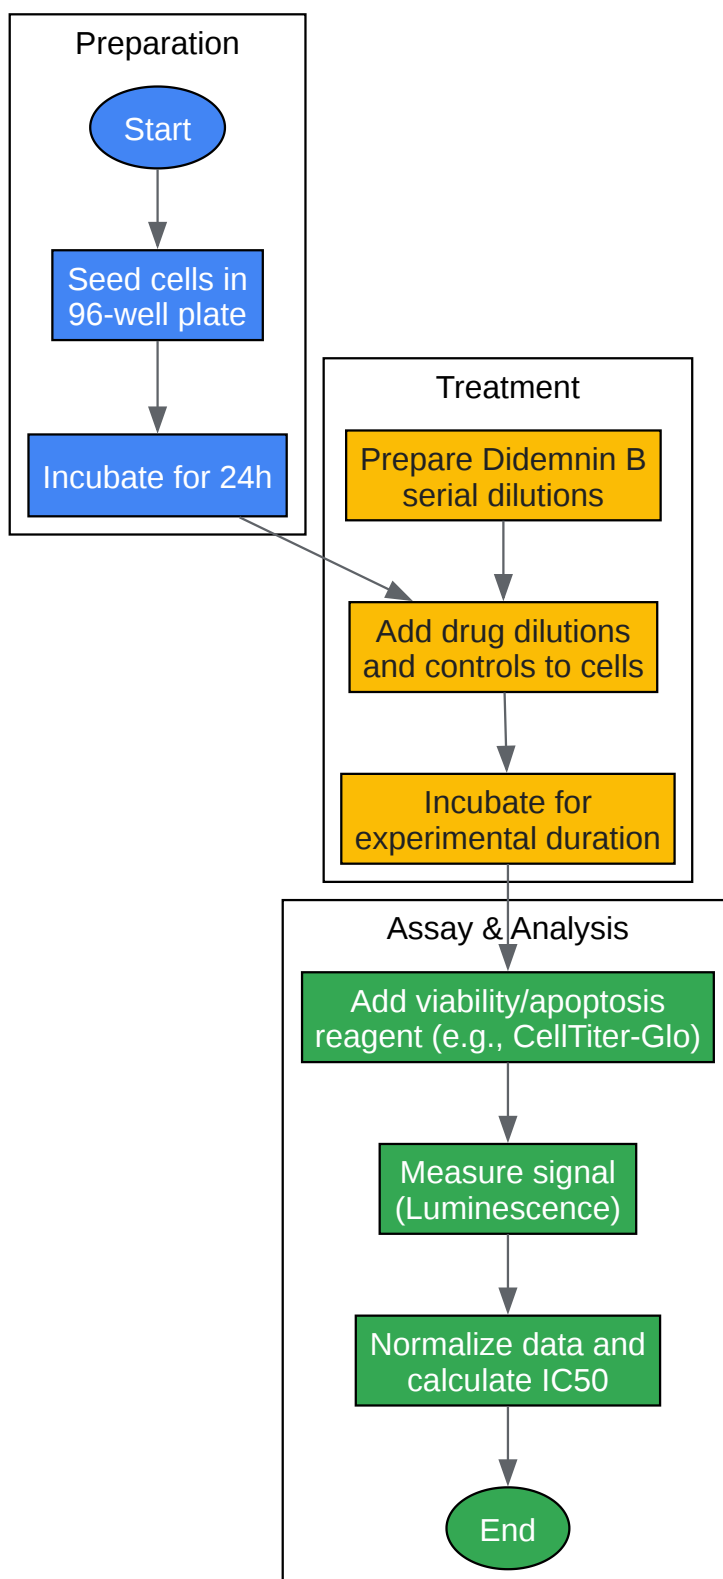 Preparation
Start
Seed cells in
96-well plate
Incubate for 24h
Treatment
Prepare Didemnin B
serial dilutions
Add drug dilutions
and controls to cells
Incubate for
experimental duration
Assay & Analysis
Add viability/apoptosis
reagent (e.g., CellTiter-Glo)
Measure signal
(Luminescence)
Normalize data and
calculate IC50
End